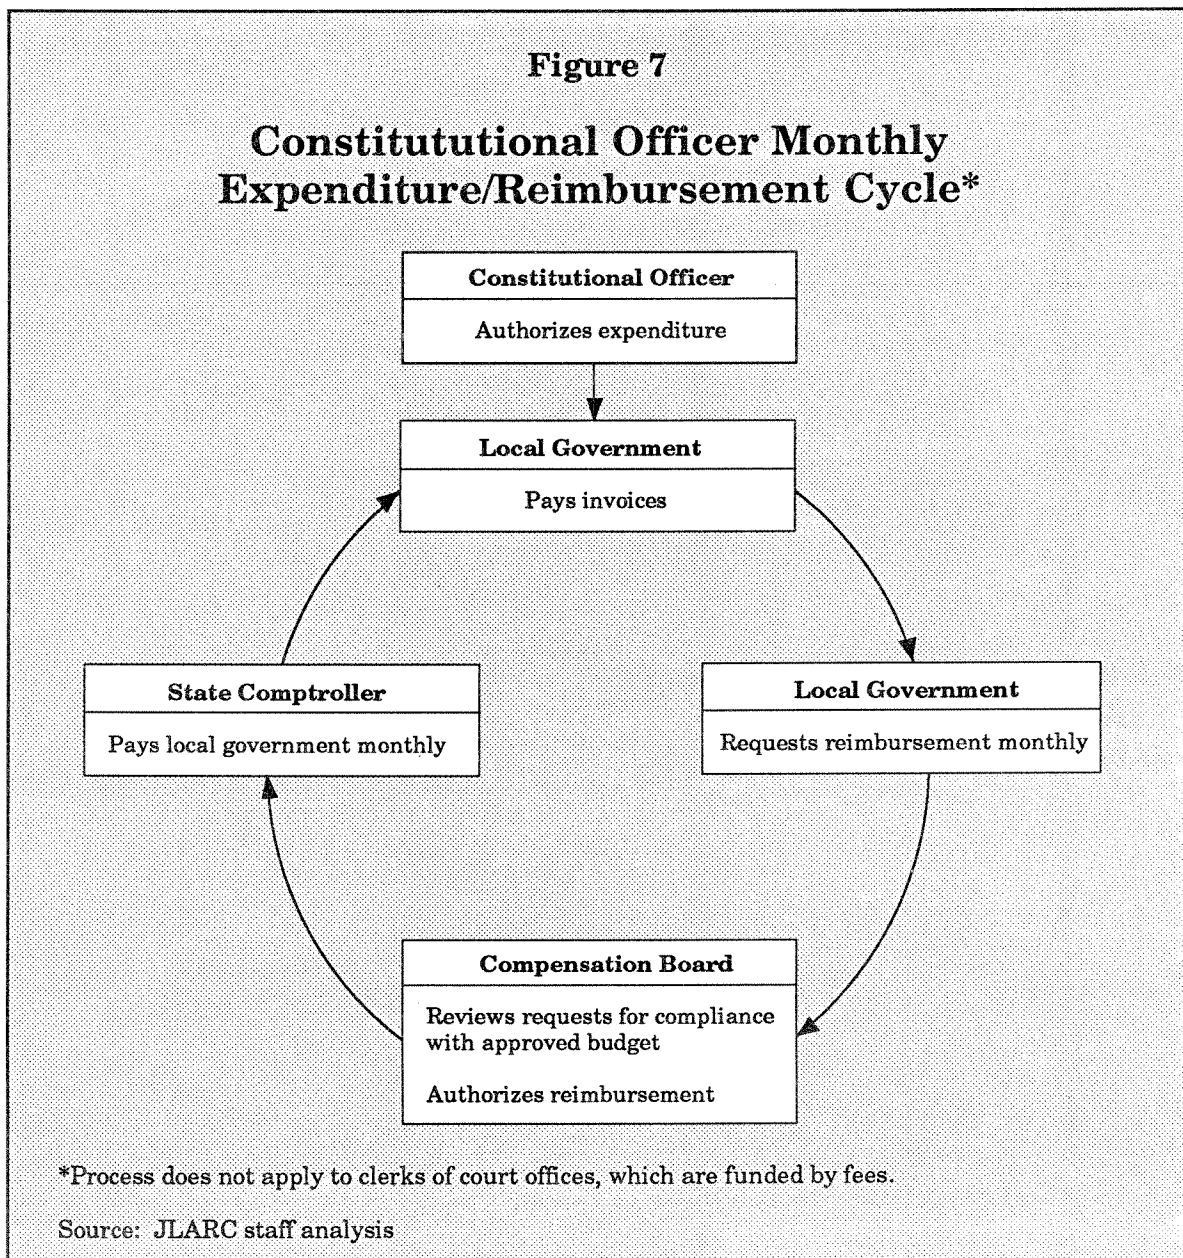 Figure 7
Constitututional Officer Monthly
Expenditure/Reimbursement Cycle*
Constitutional Officer
Authorizes expenditure
Local Government
Pays invoices
State Comptroller
Pays local government monthly
Local Government
Requests reimbursement monthly
Compensation Board
Reviews requests for compliance
with approved budget
Authorizes reimbursement
*Process does not apply to clerks of court offices, which are funded by fees.
Source: JLARC staff analysis